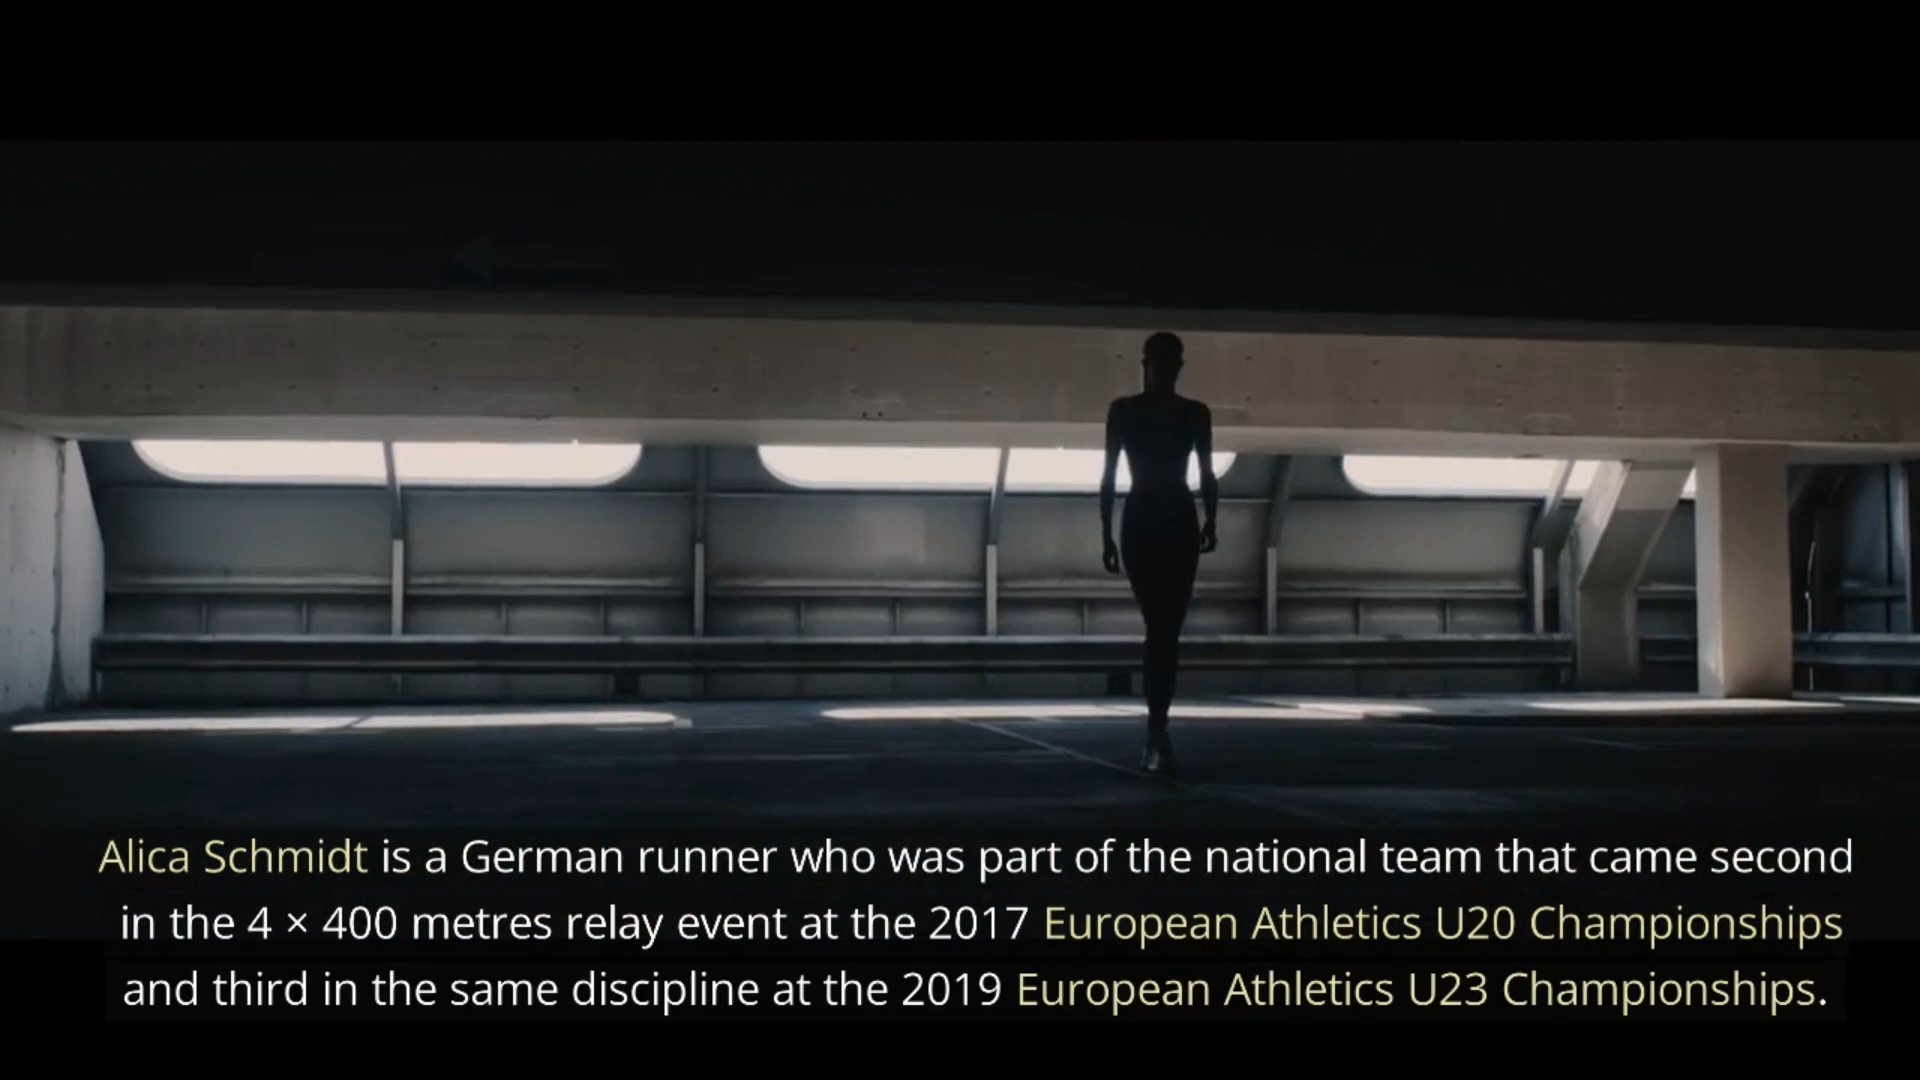 Alica Schmidt is a German runner who was part of the national team that came second
in the 4 × 400 metres relay event at the 2017 European Athletics U20 Championships
and third in the same discipline at the 2019 European Athletics U23 Championships.